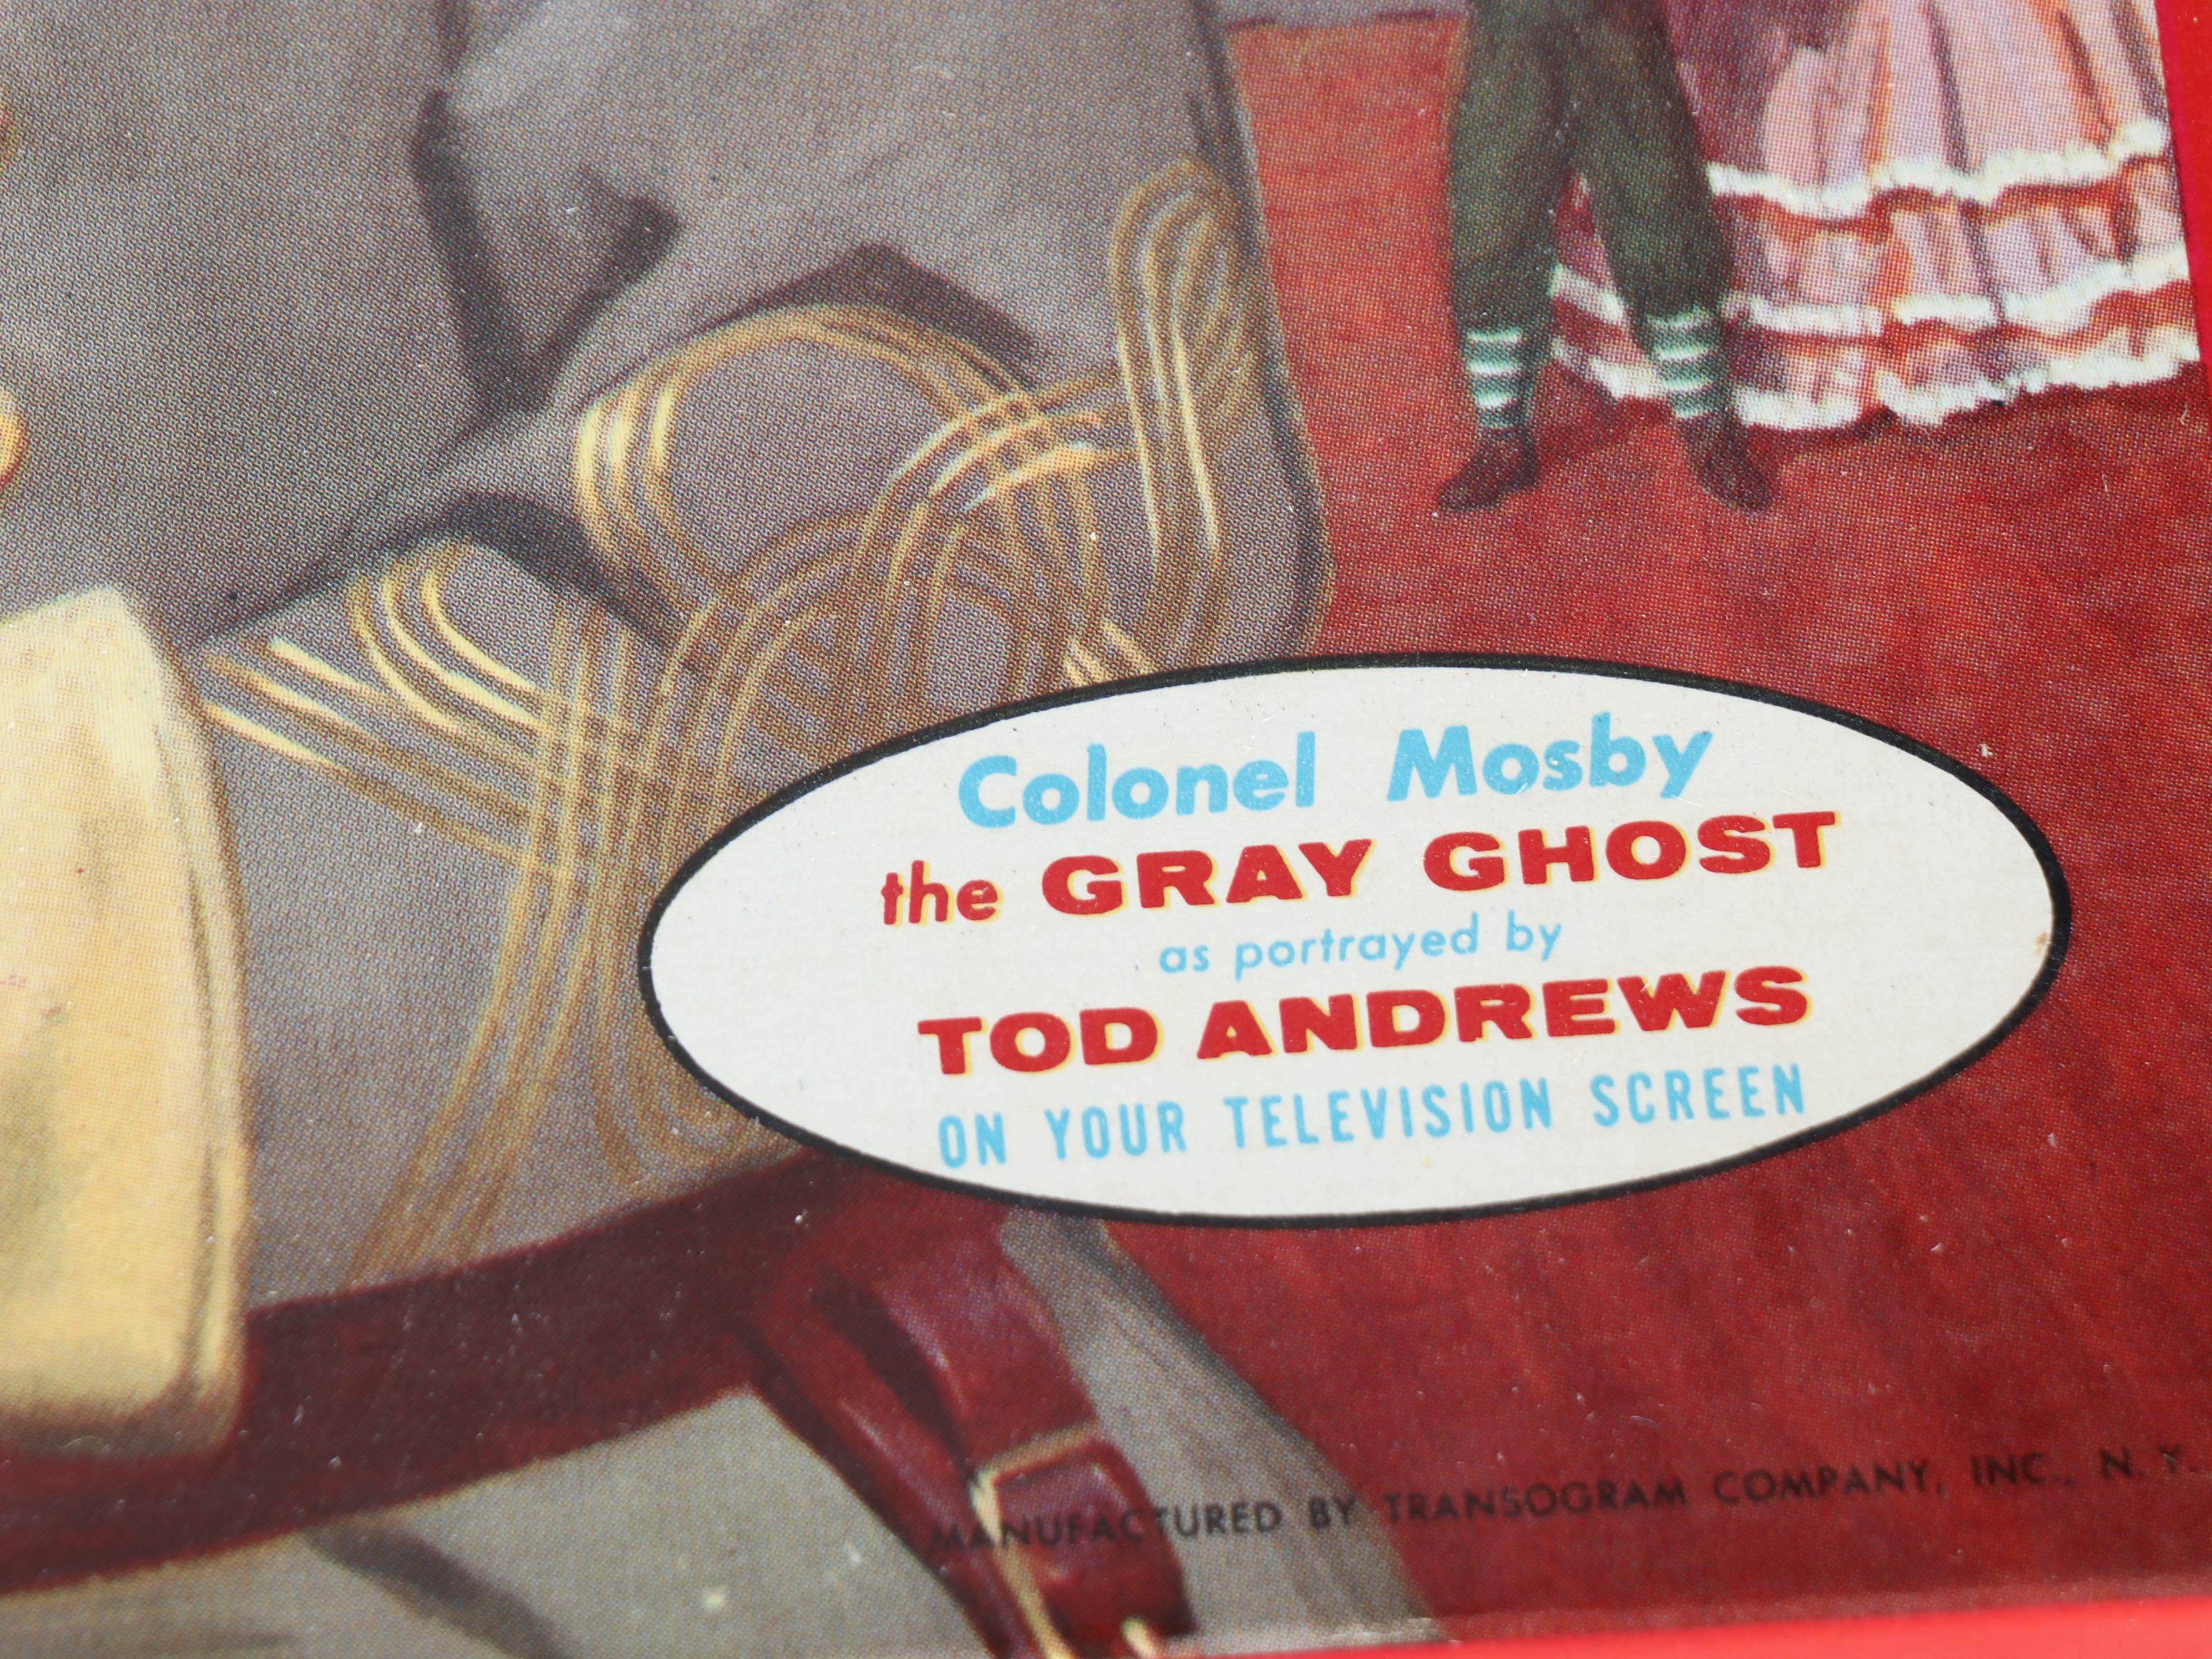 Colonel Mosby
the GRAY GHOST
as portrayed by
TOD ANDREWS
ON YOUR TELEVISION SCREEN
MANUFACTURED BY TRANSOGRAM COMPANY, INC., N. Y.